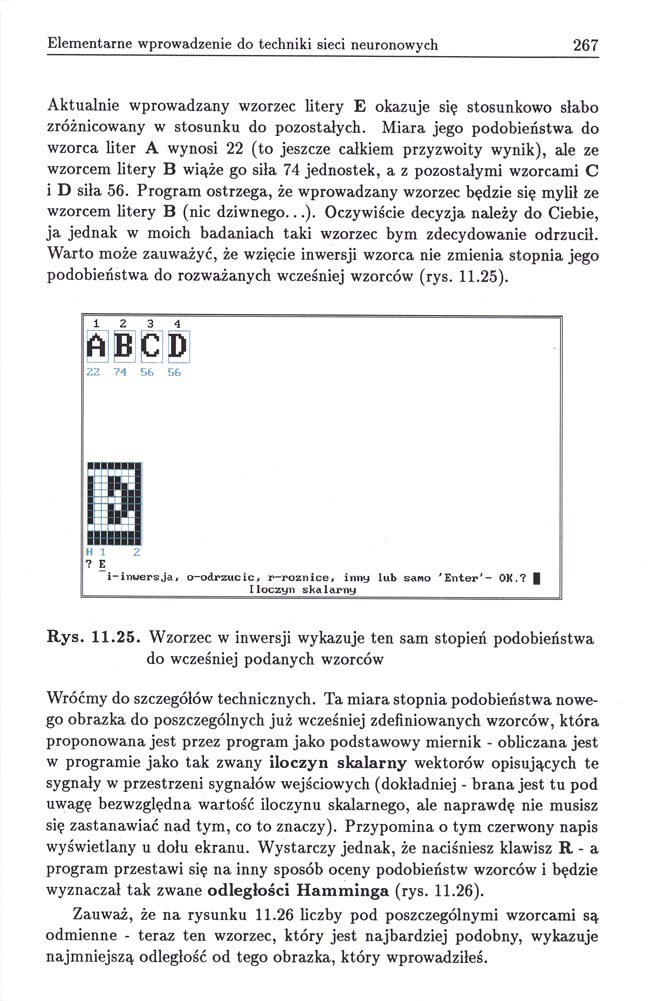 Elementarne wprowadzenie do techniki sieci neuronowych 267
Aktualnie wprowadzany wzorzec litery E okazuje się stosunkowo słabo
zróżnicowany w stosunku do pozostałych. Miara jego podobieństwa do
wzorca liter A wynosi 22 (to jeszcze całkiem przyzwoity wynik), ale ze
wzorcem litery B wiąże go siła 74 jednostek, a z pozostałymi wzorcami C
i D siła 56. Program ostrzega, że wprowadzany wzorzec będzie się mylił ze
wzorcem litery B (nic dziwnego...). Oczywiście decyzja należy do Ciebie,
ja jednak w moich badaniach taki wzorzec bym zdecydowanie odrzucił.
Warto może zauważyć, że wzięcie inwersji wzorca nie zmienia stopnia jego
podobieństwa do rozważanych wcześniej wzorców (rys. 11.25).
1 2 3 4
A B C D
22 74 56 56
H 1 2
? E
i-inwersja, o-odrzucic, r-roznice, inny lub samo 'Enter'- OK.?
Iloczyn skalarny
Rys. 11.25. Wzorzec w inwersji wykazuje ten sam stopień podobieństwa
do wcześniej podanych wzorców
Wróćmy do szczegółów technicznych. Ta miara stopnia podobieństwa nowe-
go obrazka do poszczególnych już wcześniej zdefiniowanych wzorców, która
proponowana jest przez program jako podstawowy miernik - obliczana jest
w programie jako tak zwany iloczyn skalarny wektorów opisujących te
sygnały w przestrzeni sygnałów wejściowych (dokładniej - brana jest tu pod
uwagę bezwzględna wartość iloczynu skalarnego, ale naprawdę nie musisz
się zastanawiać nad tym, co to znaczy). Przypomina o tym czerwony napis
wyświetlany u dołu ekranu. Wystarczy jednak, że naciśniesz klawisz R - a
program przestawi się na inny sposób oceny podobieństw wzorców i będzie
wyznaczał tak zwane odległości Hamminga (rys. 11.26).
Zauważ, że na rysunku 11.26 liczby pod poszczególnymi wzorcami są
odmienne - teraz ten wzorzec, który jest najbardziej podobny, wykazuje
najmniejszą odległość od tego obrazka, który wprowadziłeś.